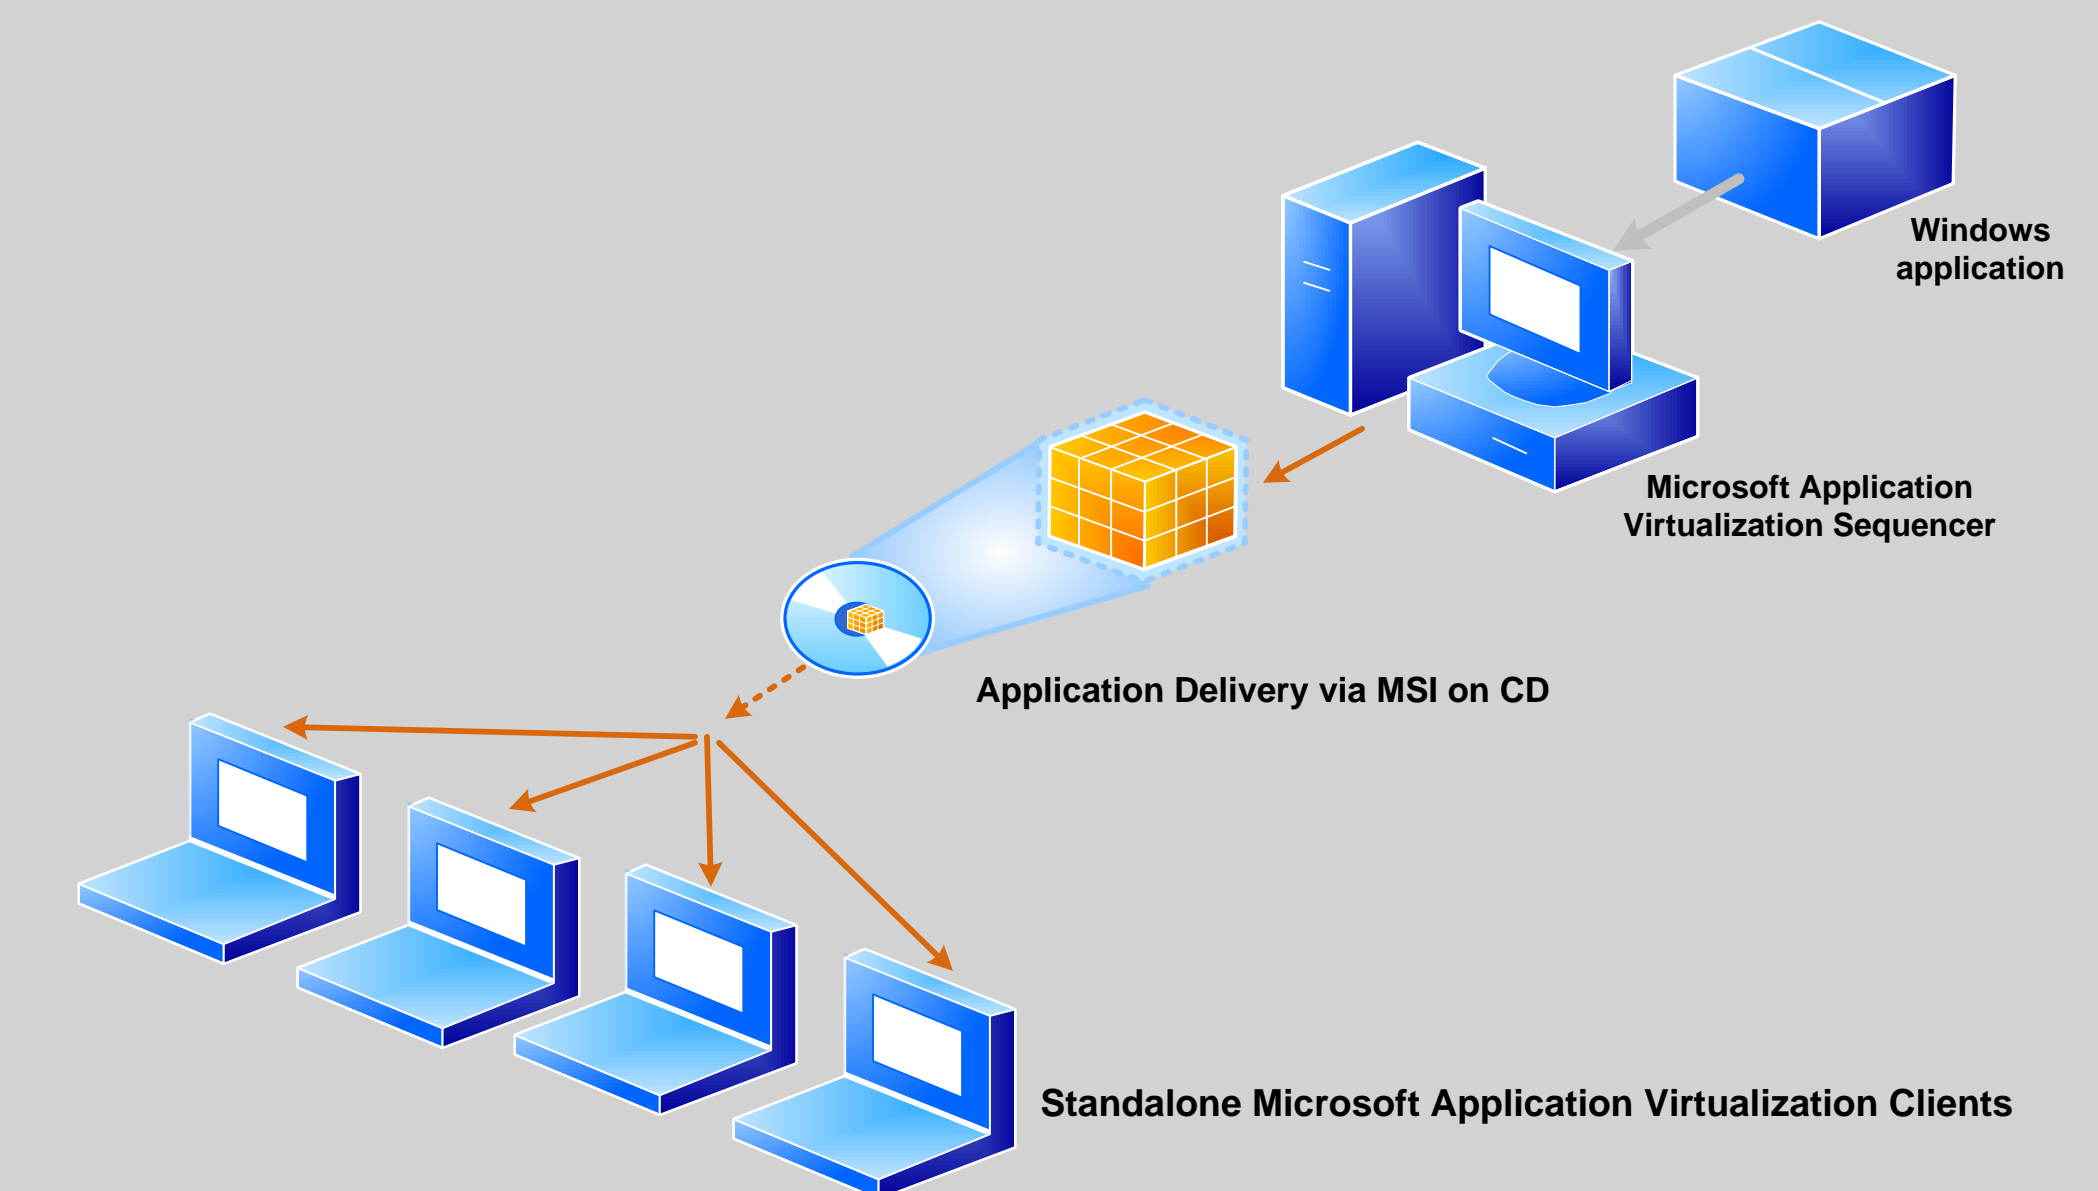 Windows
application
Microsoft Application
Virtualization Sequencer
Application Delivery via MSI on CD
Standalone Microsoft Application Virtualization Clients